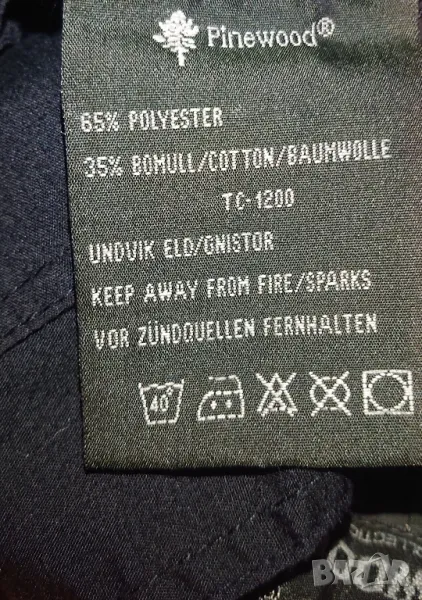 Pinewood®
65% POLYESTER
35% BOMULL/COTTON/BAUMWOLLE
TC-1200
UNDVIK ELD/GNISTOR
KEEP AWAY FROM FIRE/SPARKS
VOR ZÜNDQUELLEN FERNHALTEN
40°